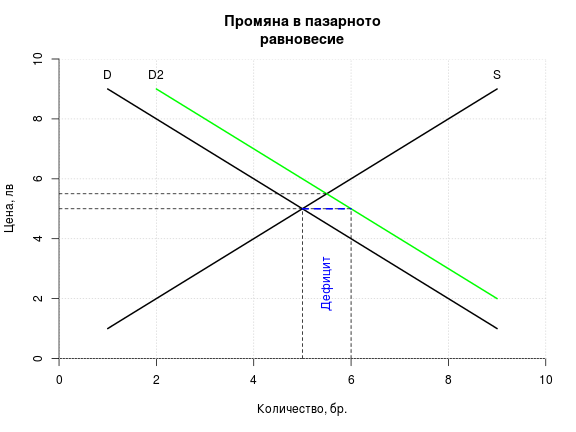 Промяна в пазарното
равновесие
D
D2
S
Цена, лв
10
8
6
4
2
0
Дефицит
0
2
4
6
8
10
Количество, бр.